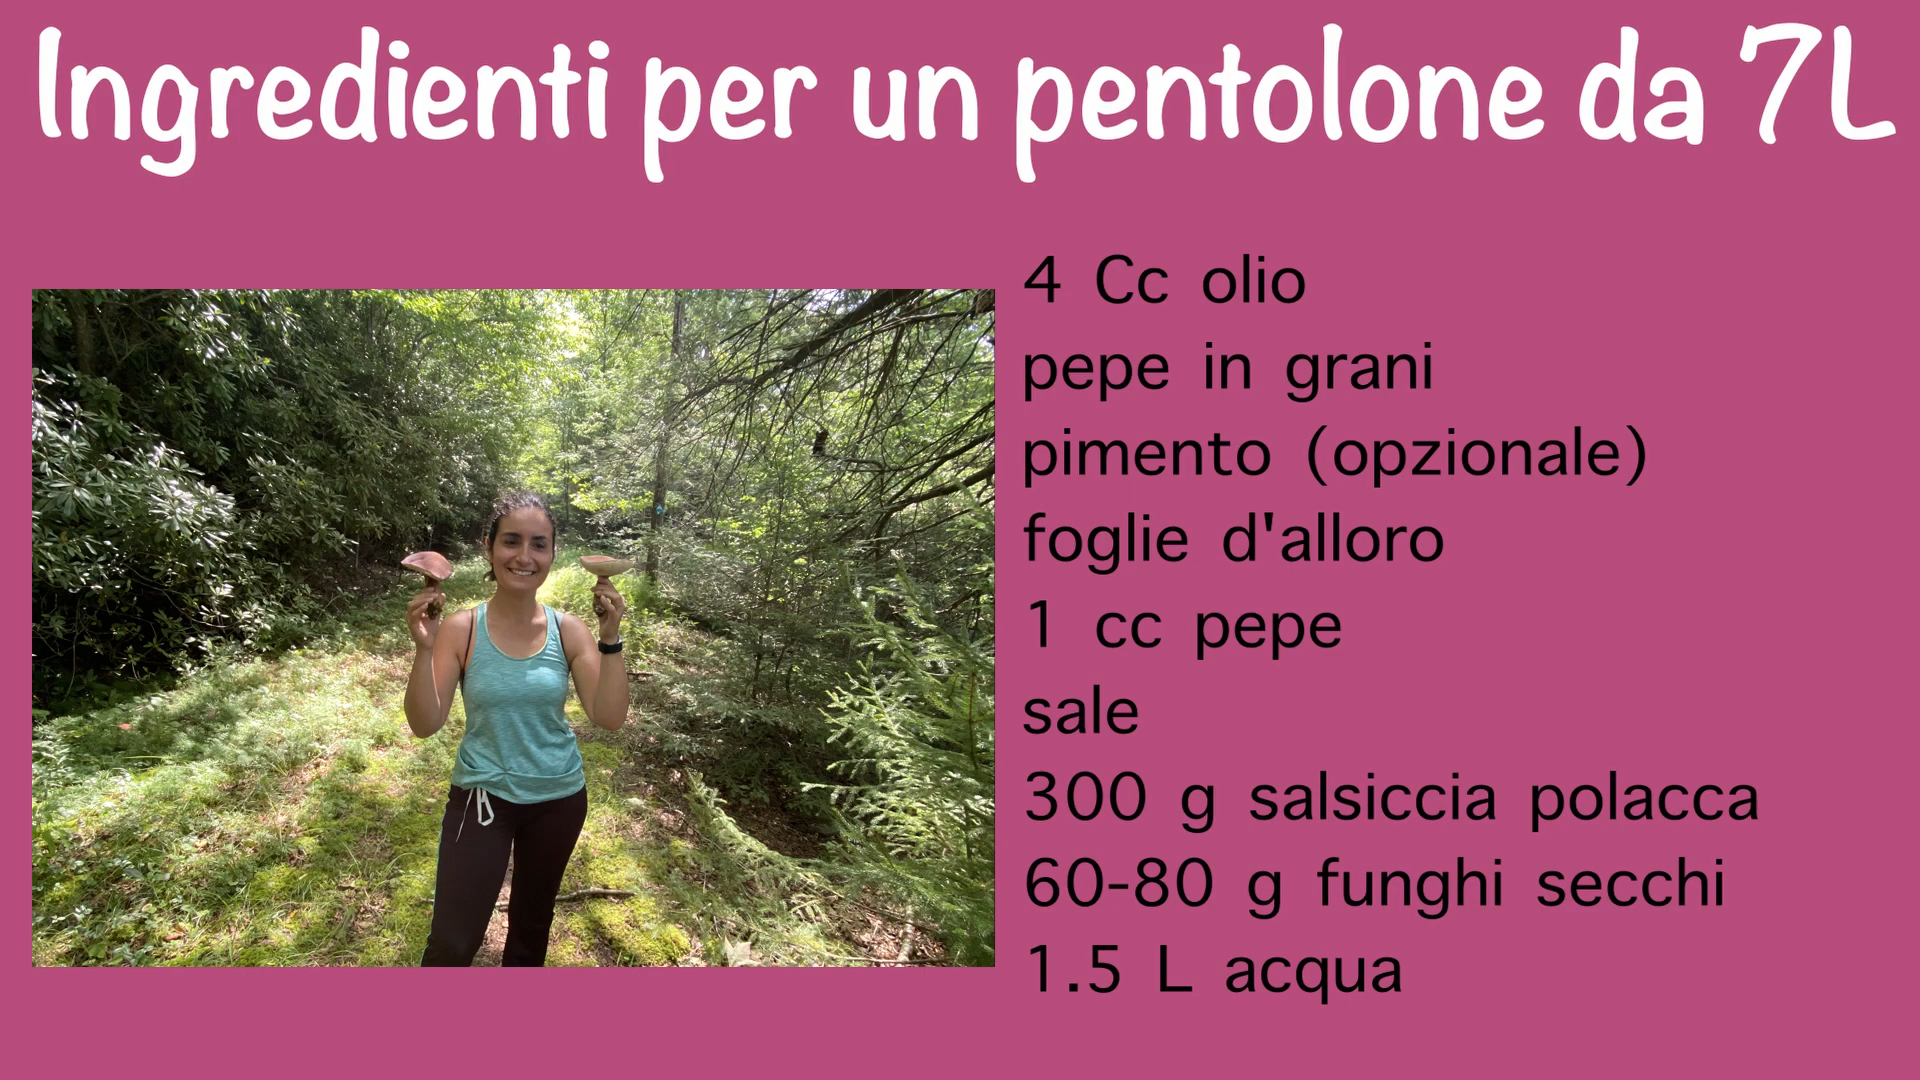 Ingredienti per un pentolone da 7L
4 Cc olio
pepe in grani
pimento (opzionale)
foglie d'alloro
1 cc pepe
sale
300 g salsiccia polacca
60-80 g funghi secchi
1.5 L acqua